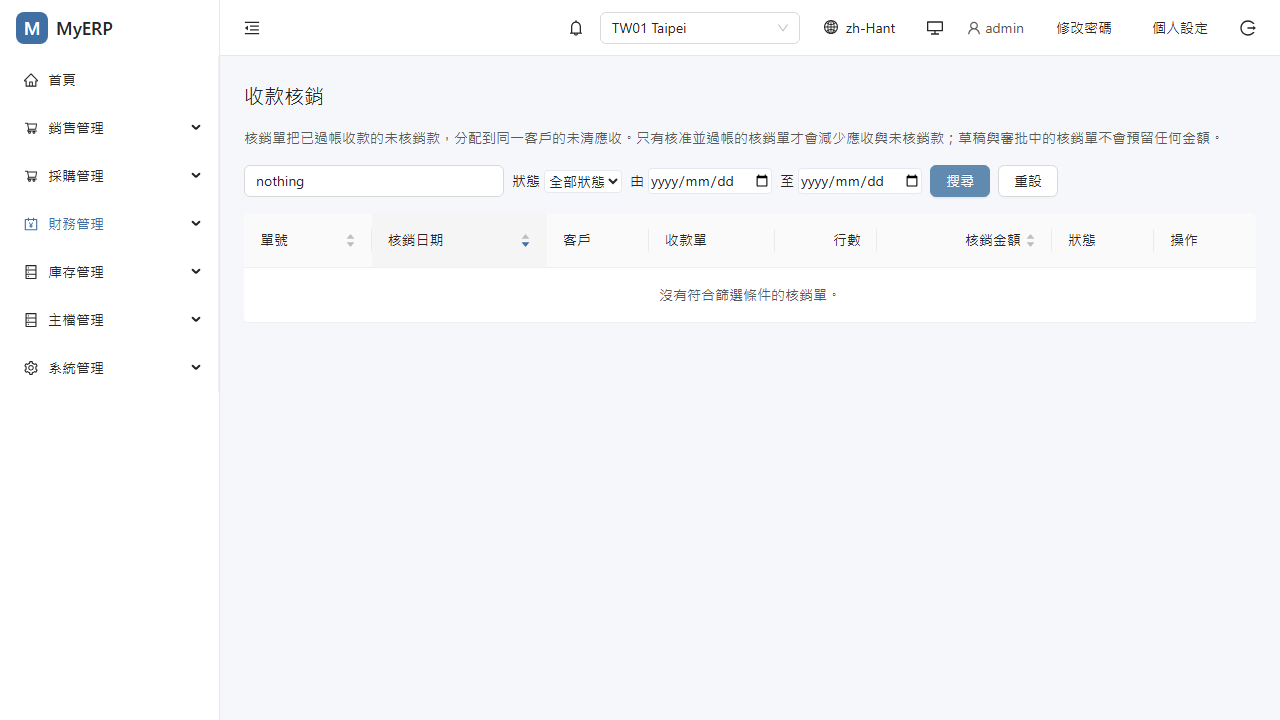 M MyERP
TW01 Taipei
zh-Hant
admin
修改密碼
個人設定
首頁
銷售管理
採購管理
財務管理
庫存管理
主檔管理
系統管理
收款核銷
核銷單把已過帳收款的未核銷款，分配到同一客戶的未清應收。只有核准並過帳的核銷單才會減少應收與未核銷款；草稿與審批中的核銷單不會預留任何金額。
nothing 狀態 全部狀態 由 yyyy/mm/dd 至 yyyy/mm/dd 搜尋 重設
單號 核銷日期 客戶 收款單 行數 核銷金額 狀態 操作
沒有符合篩選條件的核銷單。